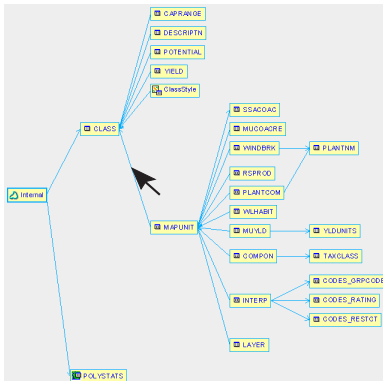 CAPRANGE
DESCRIPTN
POTENTIAL
YIELD
ClassStyle
CLASS
Internal
MAPUNIT
SSACOAC
MUCOACRE
WINDBRK
PLANTNM
RSPROD
PLANTCOM
WLHABIT
MUYLD
YLDUNITS
COMPON
TAXCLASS
INTERP
CODES_GRPCODE
CODES_RATING
CODES_RESTCT
LAYER
POLYSTATS